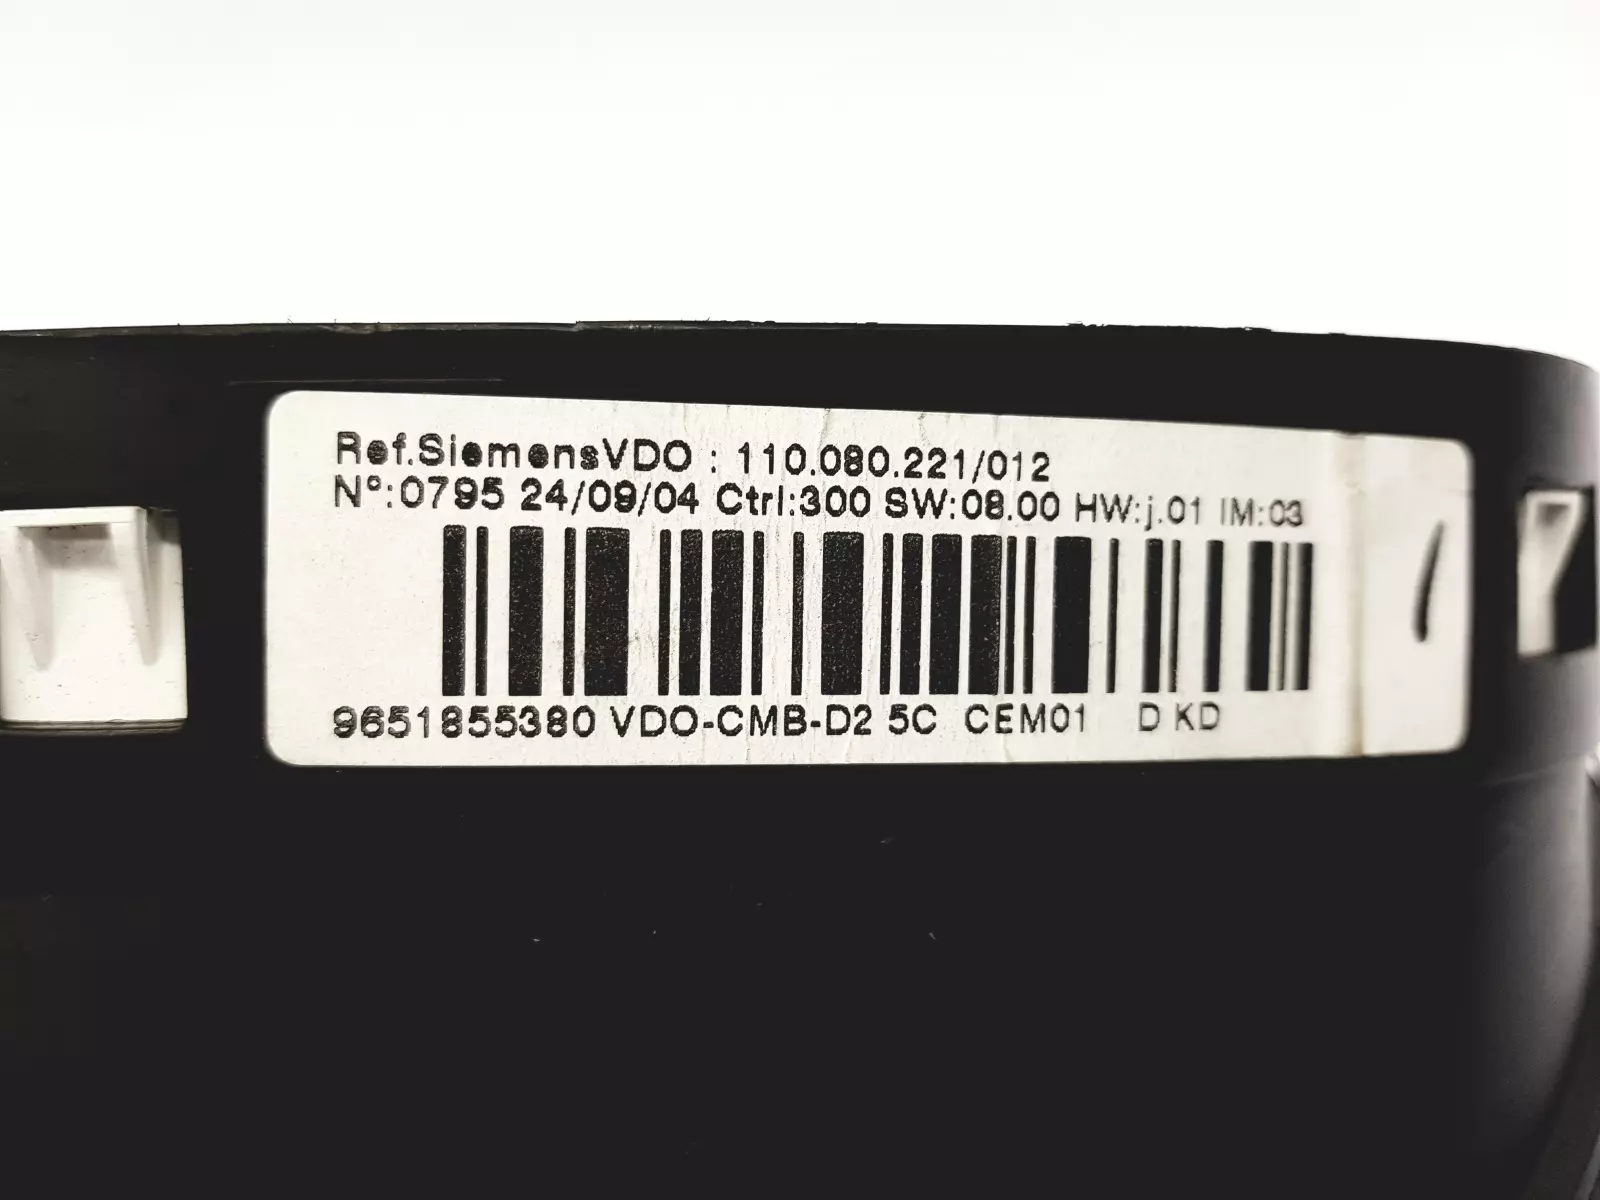 Ref.SiemensVDO : 110.080.221/012
N°:0795 24/09/04 Ctrl:300 SW:08.00 HW:j.01 IM:03
9651855380 VDO-CMB-D2 5C CEM01 D KD